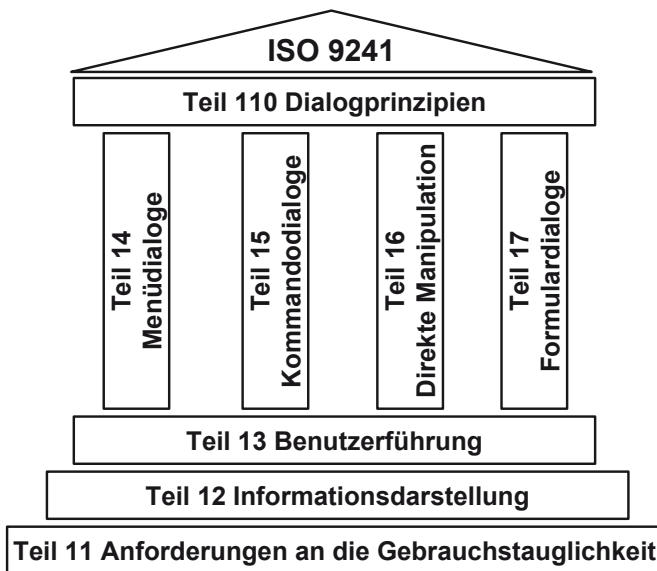 ISO 9241
Teil 110 Dialogprinzipien
Teil 14
Menüdialoge
Teil 15
Kommandodialoge
Teil 16
Direkte Manipulation
Teil 17
Formulardialoge
Teil 13 Benutzerführung
Teil 12 Informationsdarstellung
Teil 11 Anforderungen an die Gebrauchstauglichkeit